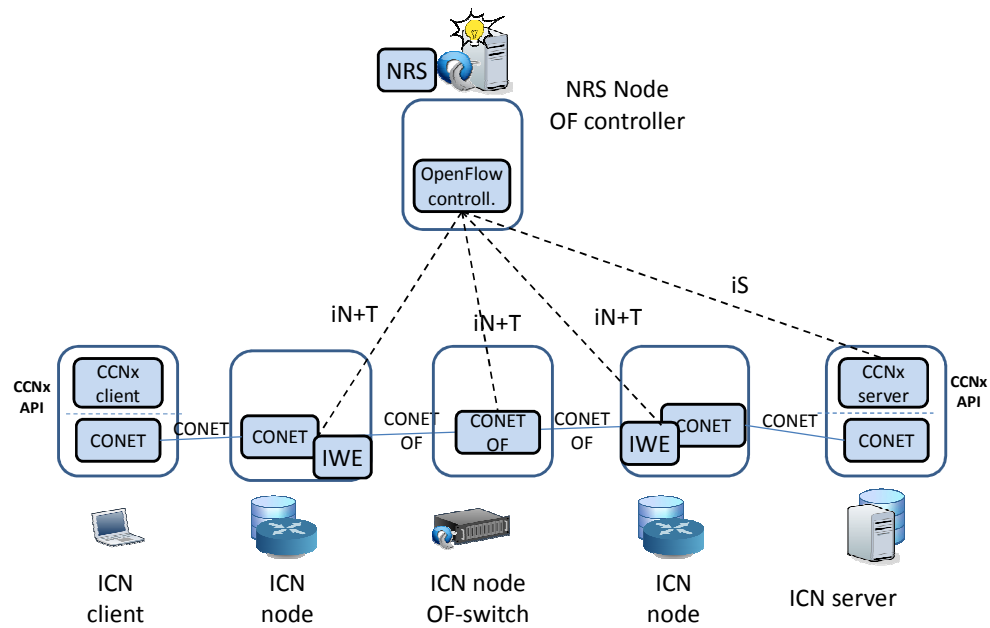 NRS
NRS Node
OF controller
OpenFlow
controll.
iS
iN+T
iN+T
iN+T
CCNx
API
CCNx
client
CONET
CONET
CONET
IWE
CONET
OF
CONET
OF
CONET
OF
IWE
CONET
CONET
CCNx
server
CONET
CCNx
API
ICN
client
ICN
node
ICN node
OF-switch
ICN
node
ICN server